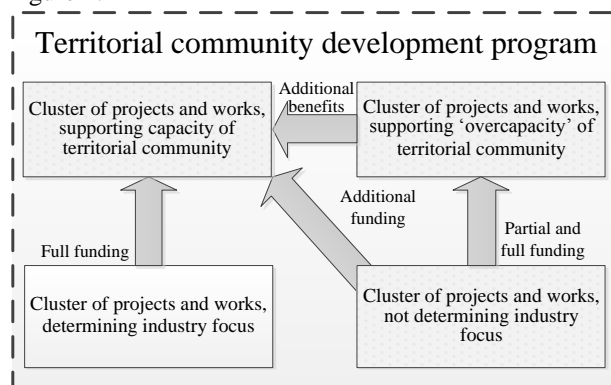 Territorial community development program
Cluster of projects and works,
supporting capacity of
territorial community
Additional
benefits
Cluster of projects and works,
supporting ‘overcapacity’ of
territorial community
Full funding
Additional
funding
Partial and
full funding
Cluster of projects and works,
determining industry focus
Cluster of projects and works,
not determining industry
focus